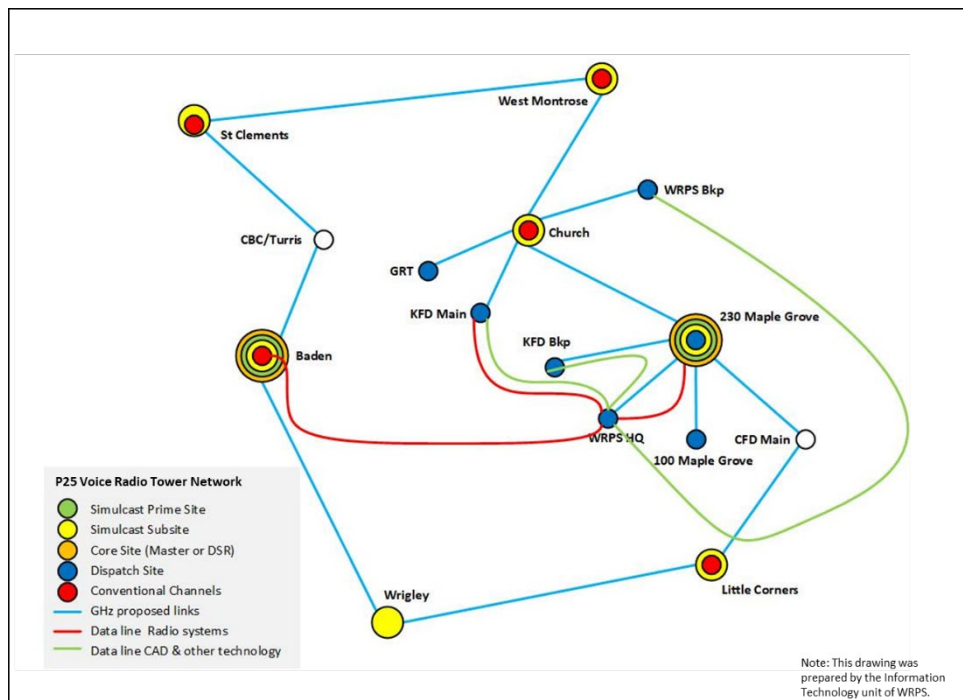 West Montrose
St Clements
WRPS Bkp
CBC/Turris
Church
GRT
KFD Main
230 Maple Grove
KFD Bkp
Baden
WRPS HQ
CFD Main
100 Maple Grove
P25 Voice Radio Tower Network
Simulcast Prime Site
Simulcast Subsite
Core Site (Master or DSR)
Dispatch Site
Conventional Channels
GHz proposed links
Data line Radio systems
Data line CAD & other technology
Wrigley
Little Corners
Note: This drawing was
prepared by the Information
Technology unit of WRPS.